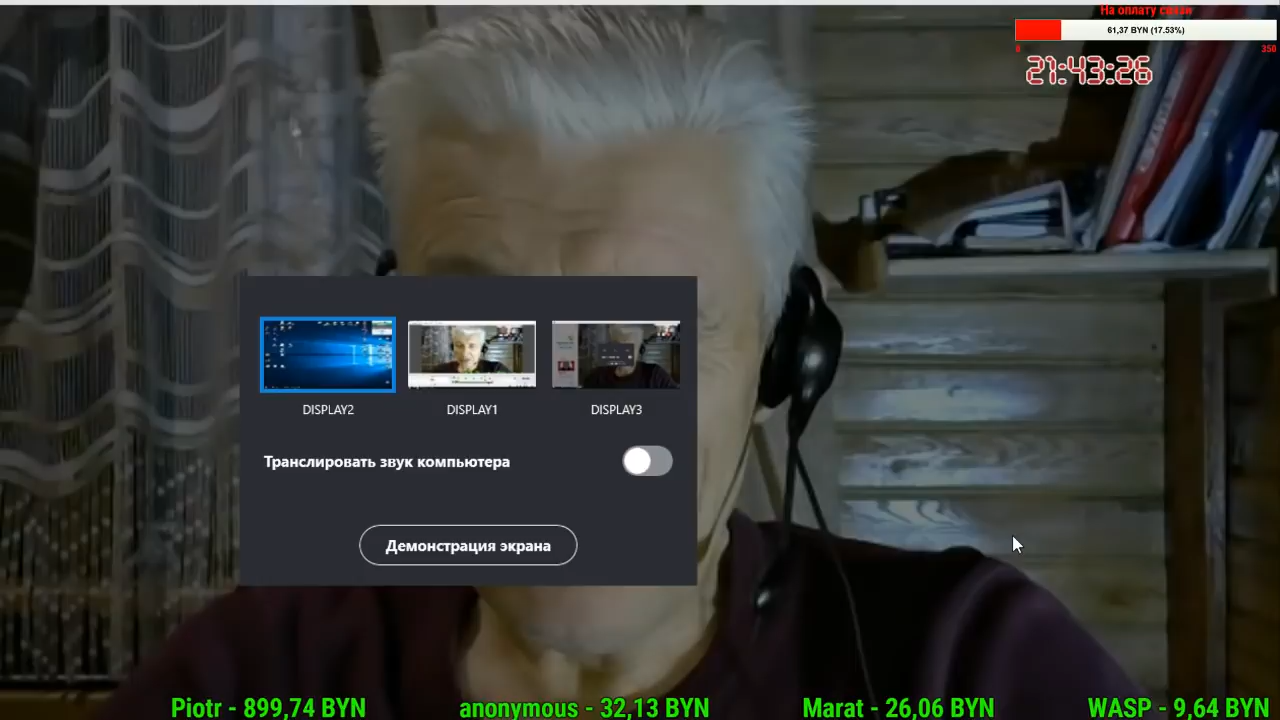 На оплату связи
61,37 BYN (17.53%)
0 350
21:43:26
DISPLAY2 DISPLAY1 DISPLAY3
Транслировать звук компьютера
Демонстрация экрана
Piotr - 899,74 BYN anonymous - 32,13 BYN Marat - 26,06 BYN WASP - 9,64 BYN